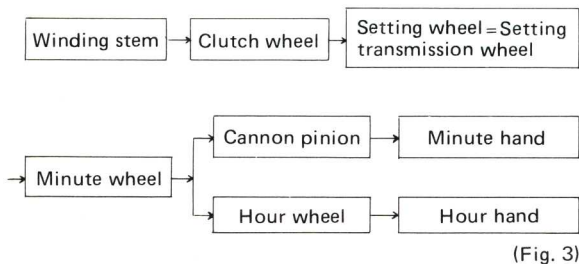 Winding stem
Clutch wheel
Setting wheel = Setting
transmission wheel
Minute wheel
Cannon pinion
Minute hand
Hour wheel
Hour hand
(Fig. 3)